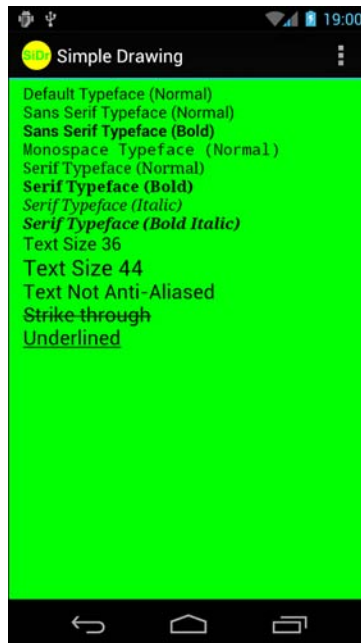 19:00
SiDr Simple Drawing
Default Typeface (Normal)
Sans Serif Typeface (Normal)
Sans Serif Typeface (Bold)
Monospace Typeface (Normal)
Serif Typeface (Normal)
Serif Typeface (Bold)
Serif Typeface (Italic)
Serif Typeface (Bold Italic)
Text Size 36
Text Size 44
Text Not Anti-Aliased
Strike through
Underlined